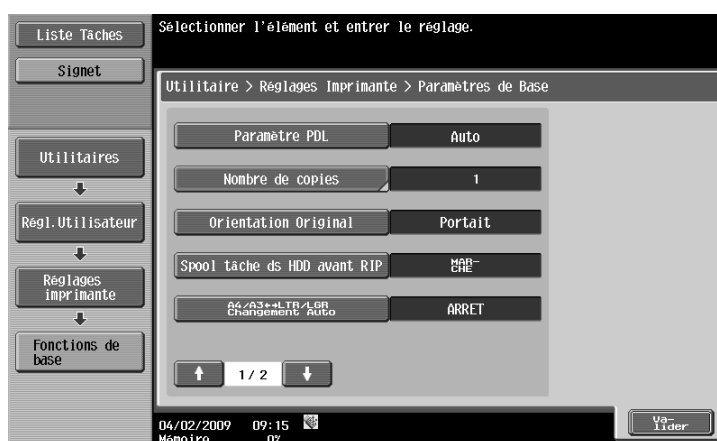 Liste Tâches
Sélectionner l'élément et entrer le réglage.
Signet
Utilitaire > Réglages Imprimante > Paramètres de Base
Paramètre PDL
Auto
Utilitaires
Nombre de copies
1
Régl.Utilisateur
Orientation Original
Portait
Spool tâche ds HDD avant RIP
MAR-
CHE
Réglages
imprimante
A4/A3↔LTR/LGR
Changement Auto
ARRET
Fonctions de
base
1/ 2
04/02/2009 09:15
Mémoire 0%
Va-
lider